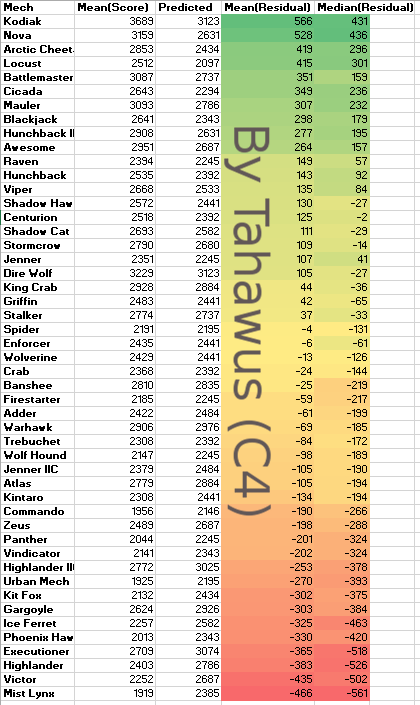 Mech Mean(Score) Predicted Mean(Residual) Median(Residual)
Kodiak 3689 3123 566 431
Nova 3159 2631 528 436
Arctic Cheet 2853 2434 419 296
Locust 2512 2097 415 301
Battlemaster 3087 2737 351 159
Cicada 2643 2294 349 236
Mauler 3093 2786 307 232
Blackjack 2641 2343 298 179
Hunchback II 2908 2631 277 195
Awesome 2951 2687 264 157
Raven 2394 2245 149 57
Hunchback 2535 2392 143 92
Viper 2668 2533 135 84
Shadow Haw 2572 2441 130 -27
Centurion 2518 2392 125 -2
Shadow Cat 2693 2582 111 -29
Stormcrow 2790 2680 109 -14
Jenner 2351 2245 107 41
Dire Wolf 3229 3123 105 -27
King Crab 2928 2884 44 -36
Griffin 2483 2441 42 -65
Stalker 2774 2737 37 -33
Spider 2191 2195 -4 -131
Enforcer 2435 2441 -6 -61
Wolverine 2429 2441 -13 -126
Crab 2368 2392 -24 -144
Banshee 2810 2835 -25 -219
Firestarter 2185 2245 -59 -217
Adder 2422 2484 -61 -199
Warhawk 2906 2976 -69 -185
Trebuchet 2308 2392 -84 -172
Wolf Hound 2147 2245 -98 -189
Jenner IIC 2379 2484 -105 -190
Atlas 2779 2884 -105 -194
Kintaro 2308 2441 -134 -194
Commando 1956 2146 -190 -266
Zeus 2489 2687 -198 -288
Panther 2044 2245 -201 -324
Vindicator 2141 2343 -202 -324
Highlander II 2772 3025 -253 -378
Urban Mech 1925 2195 -270 -393
Kit Fox 2132 2434 -302 -375
Gargoyle 2624 2926 -303 -384
Ice Ferret 2257 2582 -325 -463
Phoenix Haw 2013 2343 -330 -420
Executioner 2709 3074 -365 -518
Highlander 2403 2786 -383 -526
Victor 2252 2687 -435 -502
Mist Lynx 1919 2385 -466 -561
By Tahawus (C4)